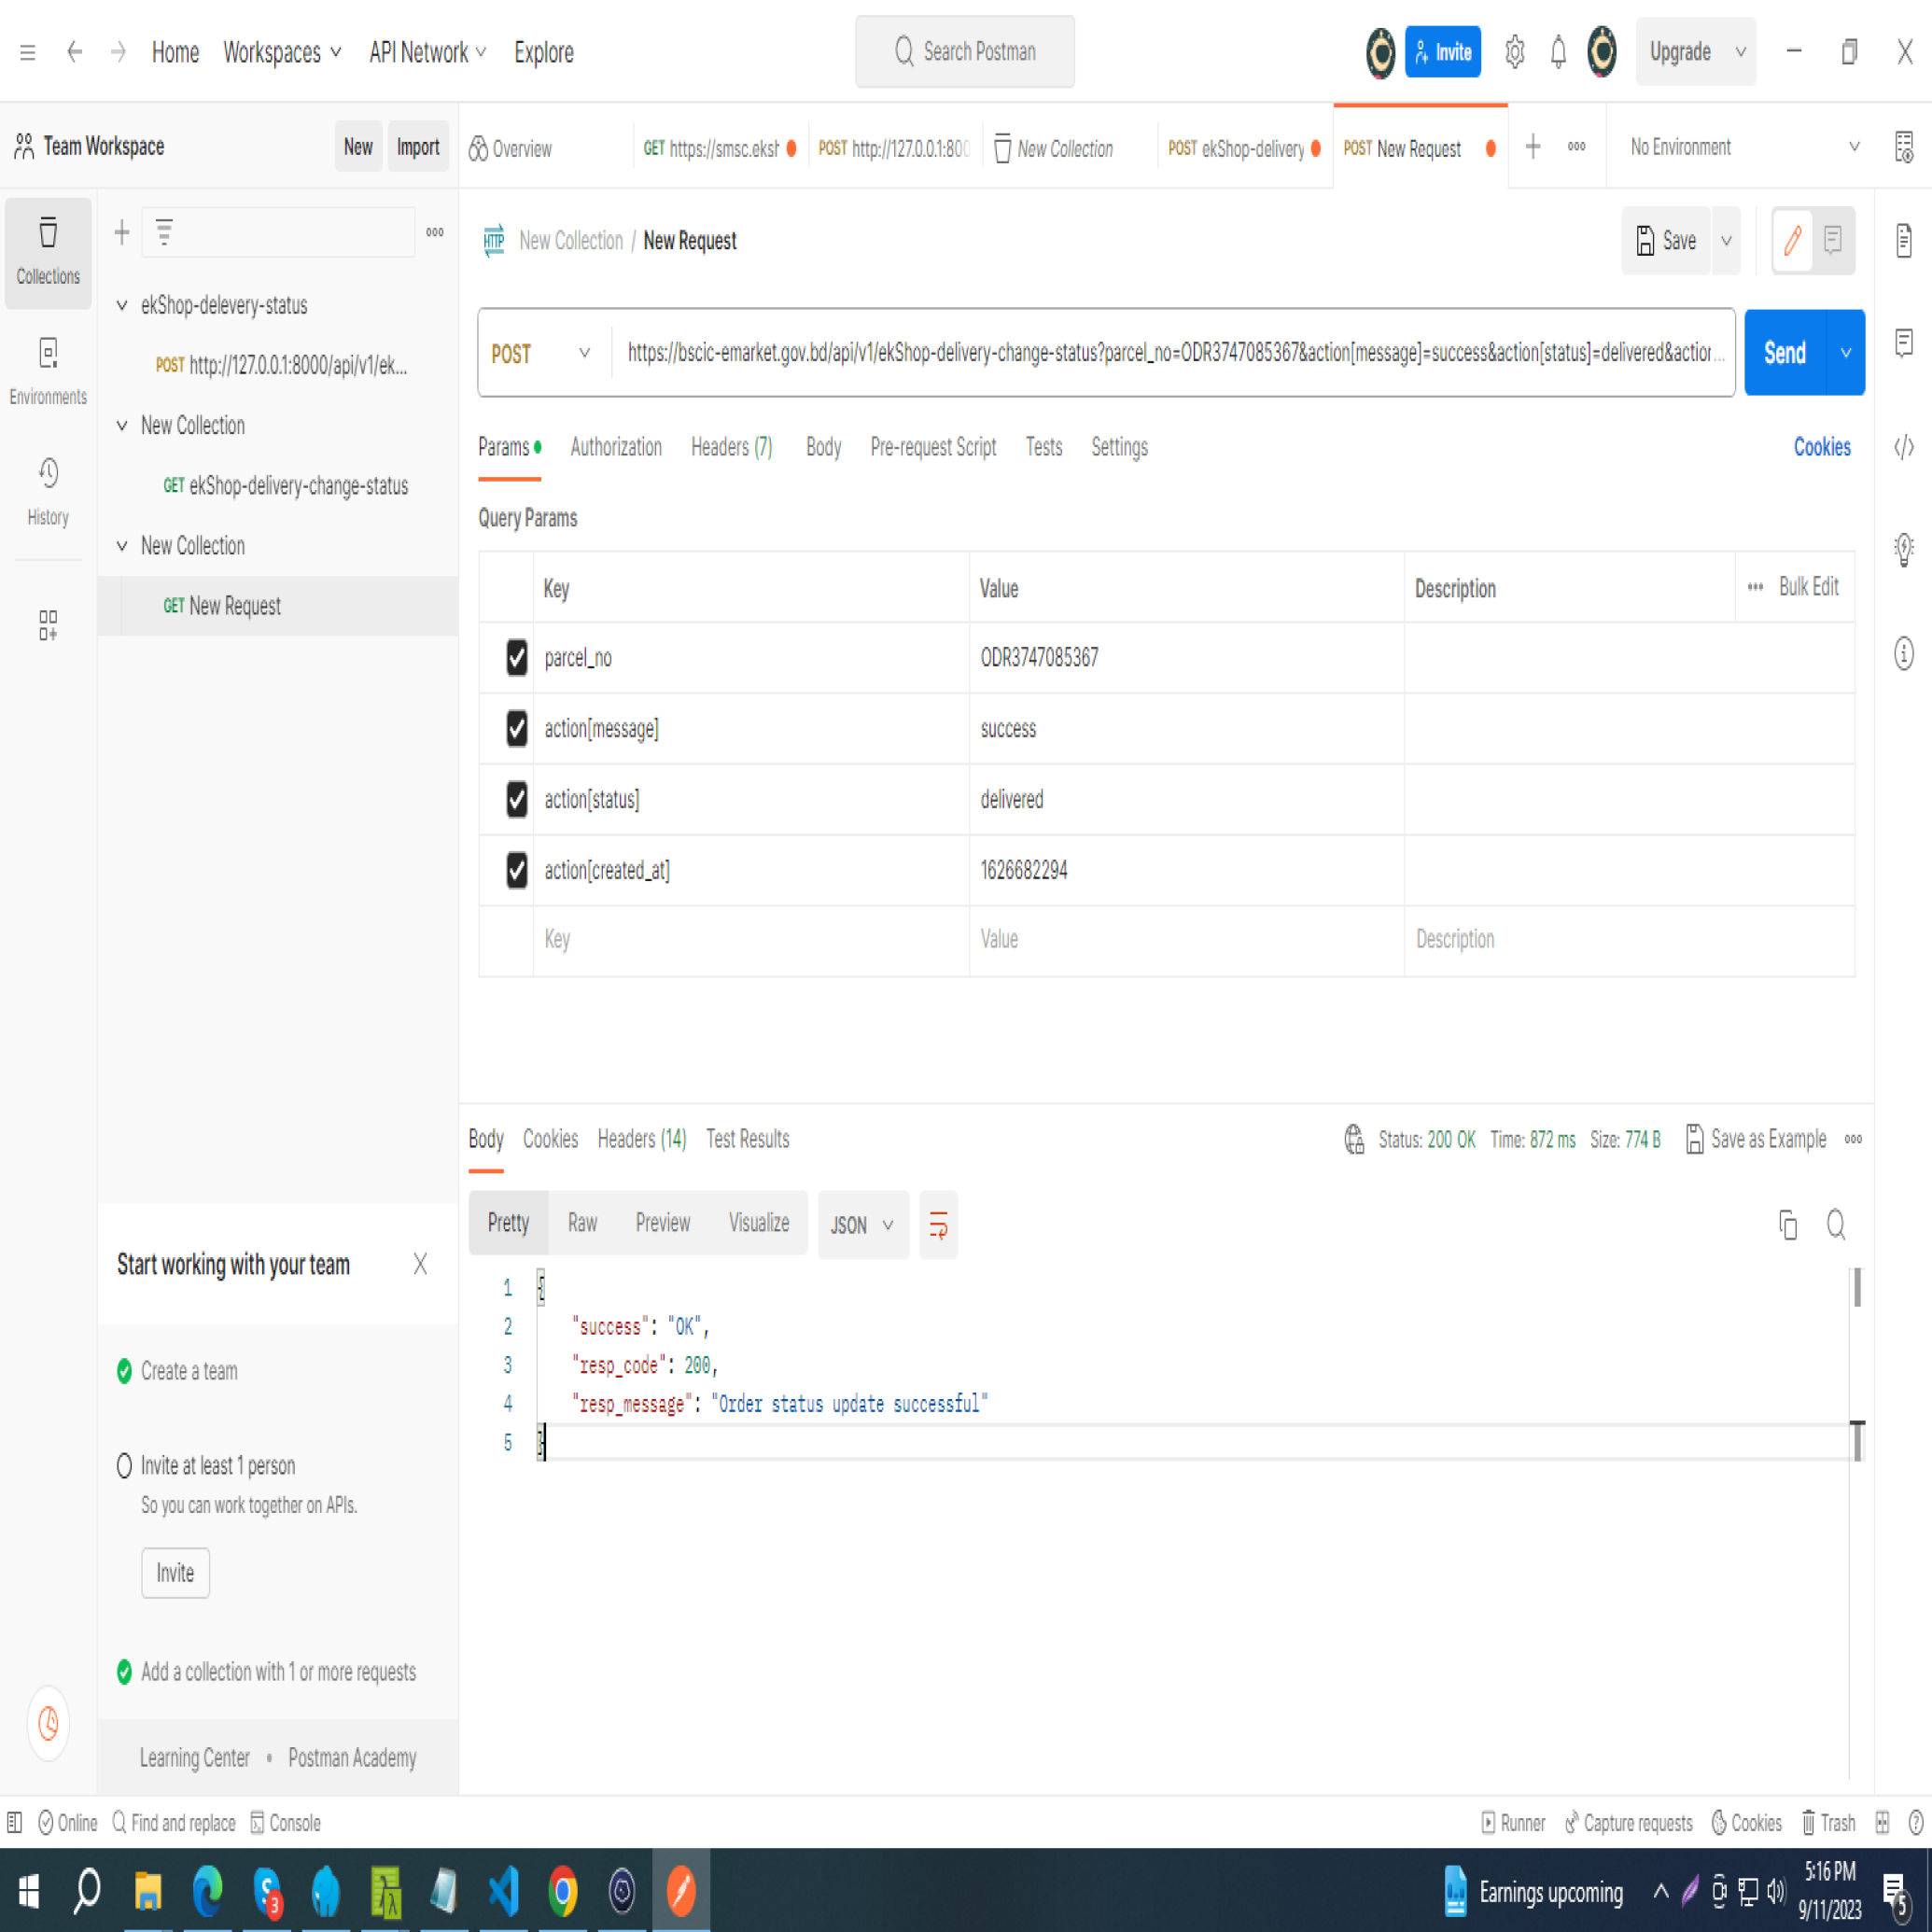 Home Workspaces API Network Explore Search Postman Invite Upgrade
Team Workspace New Import Overview GET https://smsc.eksh POST http://127.0.0.1:800 New Collection POST ekShop-delivery POST New Request No Environment
Collections
Environments
History
ekShop-delevery-status
POST http://127.0.0.1:8000/api/v1/ek...
New Collection
GET ekShop-delivery-change-status
New Collection
GET New Request
HTTP New Collection / New Request Save
POST https://bscic-emarket.gov.bd/api/v1/ekShop-delivery-change-status?parcel_no=ODR3747085367&action[message]=success&action[status]=delivered&action... Send
Params Authorization Headers (7) Body Pre-request Script Tests Settings Cookies
Query Params
Key Value Description Bulk Edit
parcel_no ODR3747085367
action[message] success
action[status] delivered
action[created_at] 1626682294
Key Value Description
Body Cookies Headers (14) Test Results Status: 200 OK Time: 872 ms Size: 774 B Save as Example
Pretty Raw Preview Visualize JSON
1 {
2 "success": "OK",
3 "resp_code": 200,
4 "resp_message": "Order status update successful"
5 }
Start working with your team
Create a team
Invite at least 1 person
So you can work together on APIs.
Invite
Add a collection with 1 or more requests
Learning Center • Postman Academy
Online Find and replace Console Runner Capture requests Cookies Trash
3 Earnings upcoming 5:16 PM
9/11/2023 5